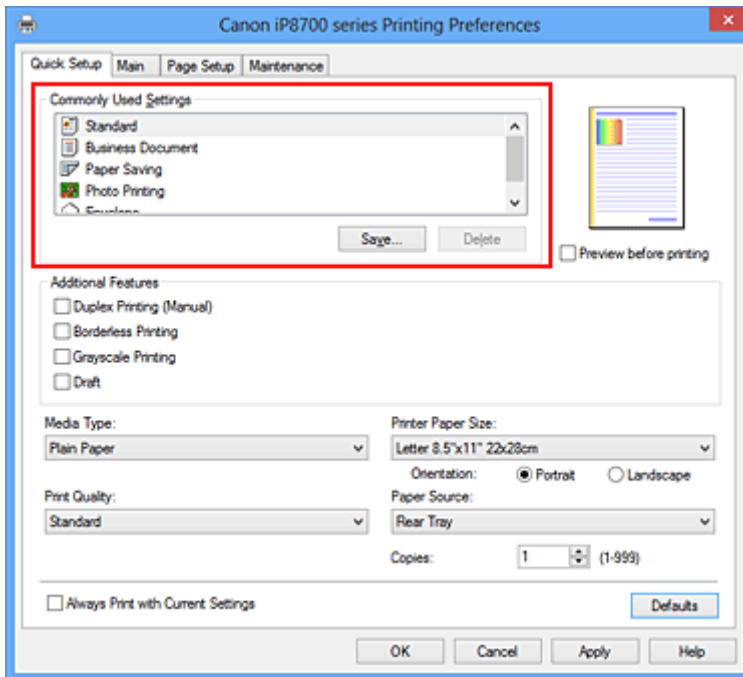 Canon iP8700 series Printing Preferences
Quick Setup Main Page Setup Maintenance
Commonly Used Settings
Standard
Business Document
Paper Saving
Photo Printing
Envelope
Save... Delete
Preview before printing
Additional Features
Duplex Printing (Manual)
Borderless Printing
Grayscale Printing
Draft
Media Type: Printer Paper Size:
Plain Paper Letter 8.5"x11" 22x28cm
Orientation: Portrait Landscape
Print Quality: Paper Source:
Standard Rear Tray
Copies: 1 (1-999)
Always Print with Current Settings Defaults
OK Cancel Apply Help